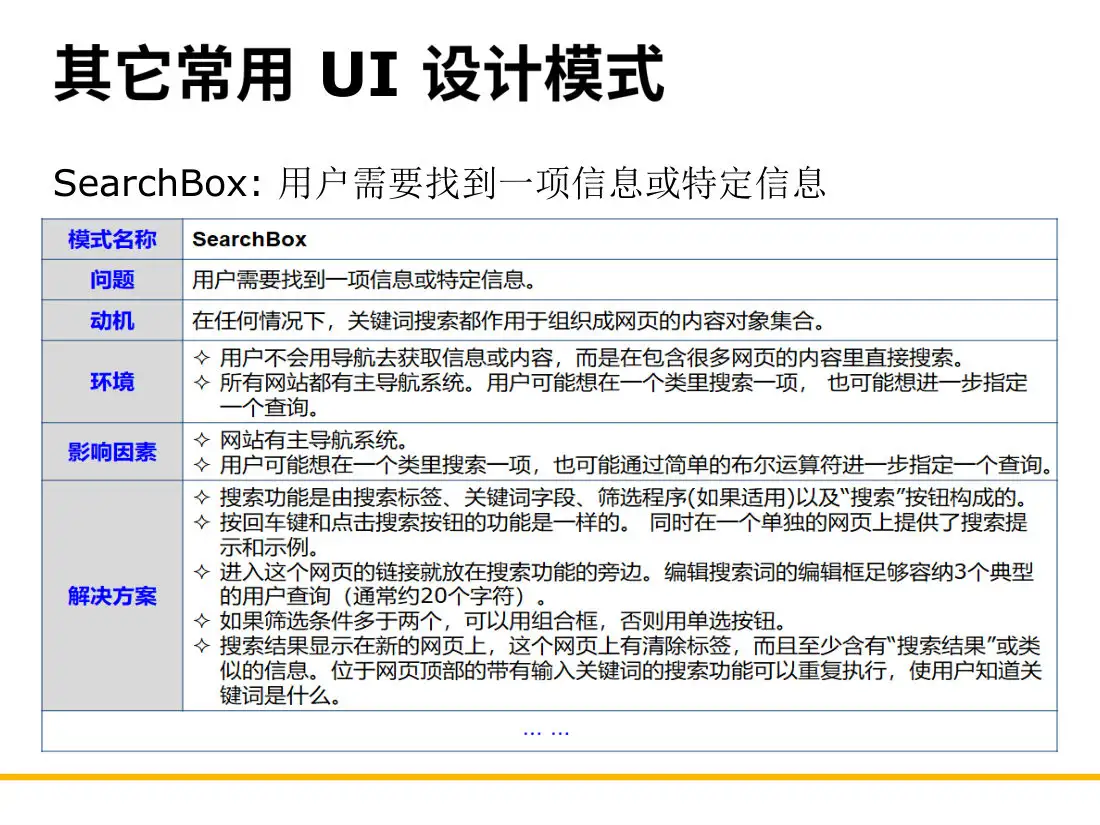 其它常用 UI 设计模式
SearchBox: 用户需要找到一项信息或特定信息
模式名称 SearchBox
问题 用户需要找到一项信息或特定信息。
动机 在任何情况下，关键词搜索都作用于组织成网页的内容对象集合。
环境
✧ 用户不会用导航去获取信息或内容，而是在包含很多网页的内容里直接搜索。
✧ 所有网站都有主导航系统。用户可能想在一个类里搜索一项， 也可能想进一步指定
一个查询。
影响因素
✧ 网站有主导航系统。
✧ 用户可能想在一个类里搜索一项，也可能通过简单的布尔运算符进一步指定一个查询。
解决方案
✧ 搜索功能是由搜索标签、关键词字段、筛选程序(如果适用)以及“搜索”按钮构成的。
✧ 按回车键和点击搜索按钮的功能是一样的。 同时在一个单独的网页上提供了搜索提
示和示例。
✧ 进入这个网页的链接就放在搜索功能的旁边。编辑搜索词的编辑框足够容纳3个典型
的用户查询（通常约20个字符）。
✧ 如果筛选条件多于两个，可以用组合框，否则用单选按钮。
✧ 搜索结果显示在新的网页上，这个网页上有清除标签，而且至少含有“搜索结果”或类
似的信息。位于网页顶部的带有输入关键词的搜索功能可以重复执行，使用户知道关
键词是什么。
… …